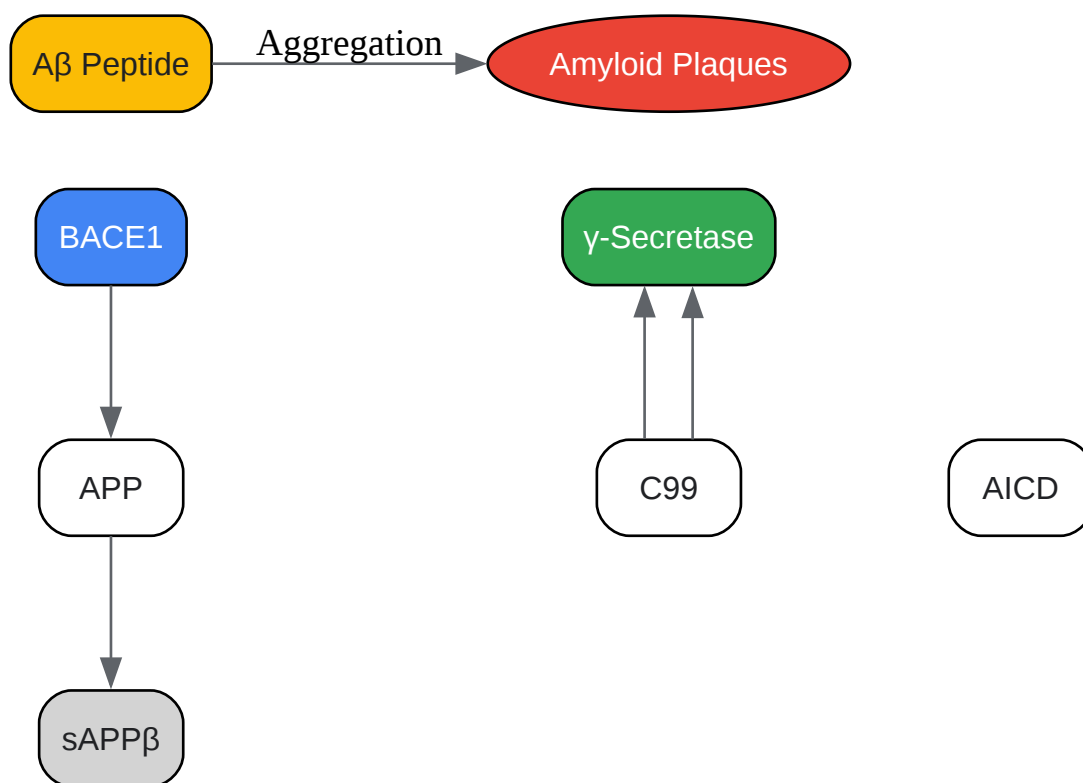 Aβ Peptide
Aggregation
Amyloid Plaques
BACE1
γ-Secretase
APP
C99
AICD
sAPPβ